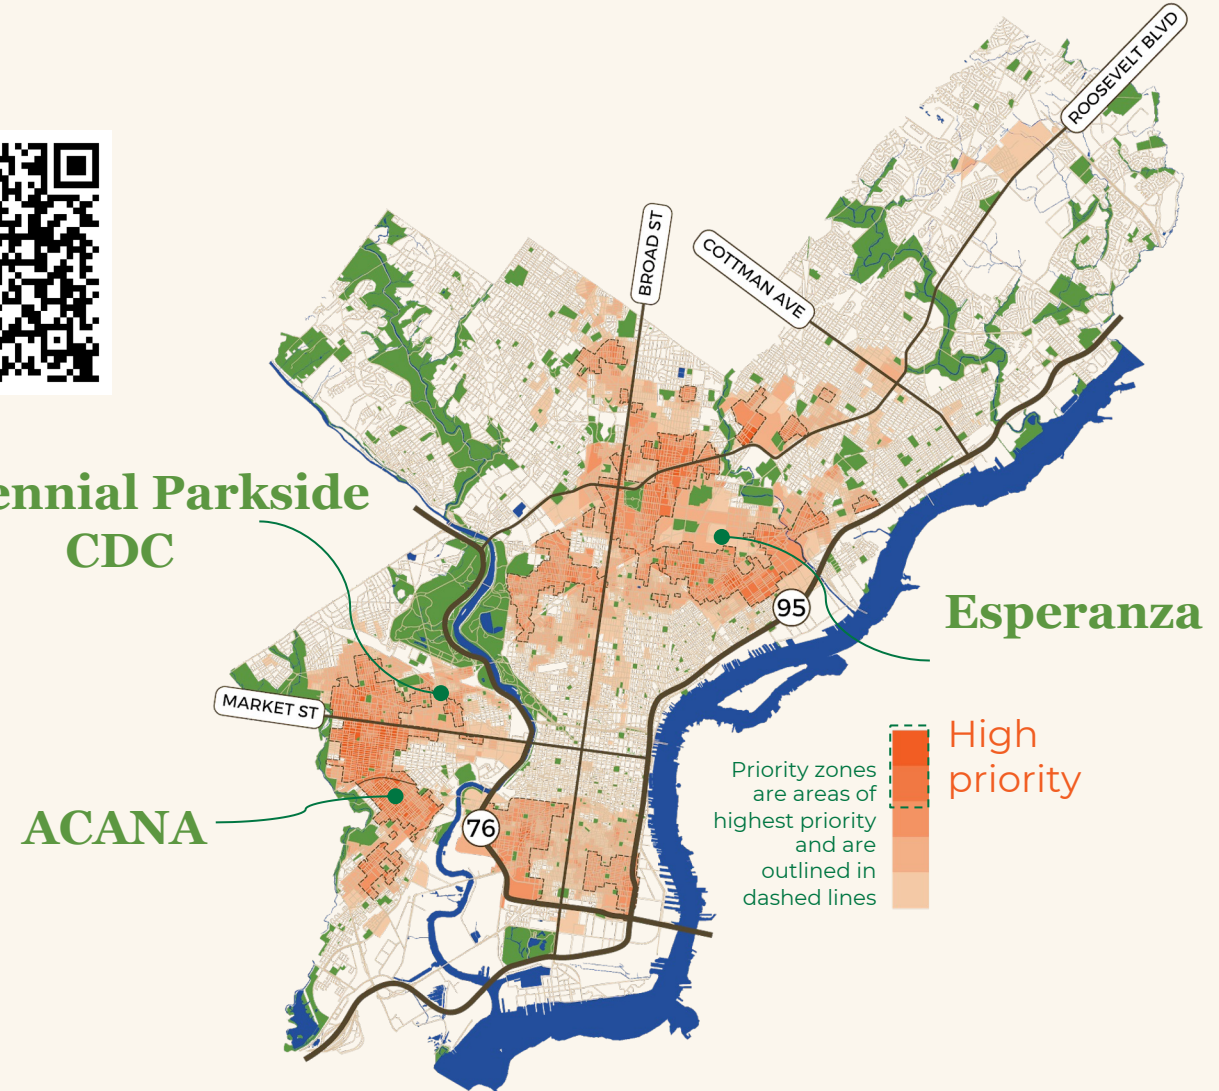 ROOSEVELT BLVD
BROAD ST
COTTMAN AVE
ennial Parkside
CDC
95
Esperanza
MARKET ST
High
priority
Priority zones
are areas of
highest priority
and are
outlined in
dashed lines
ACANA
76